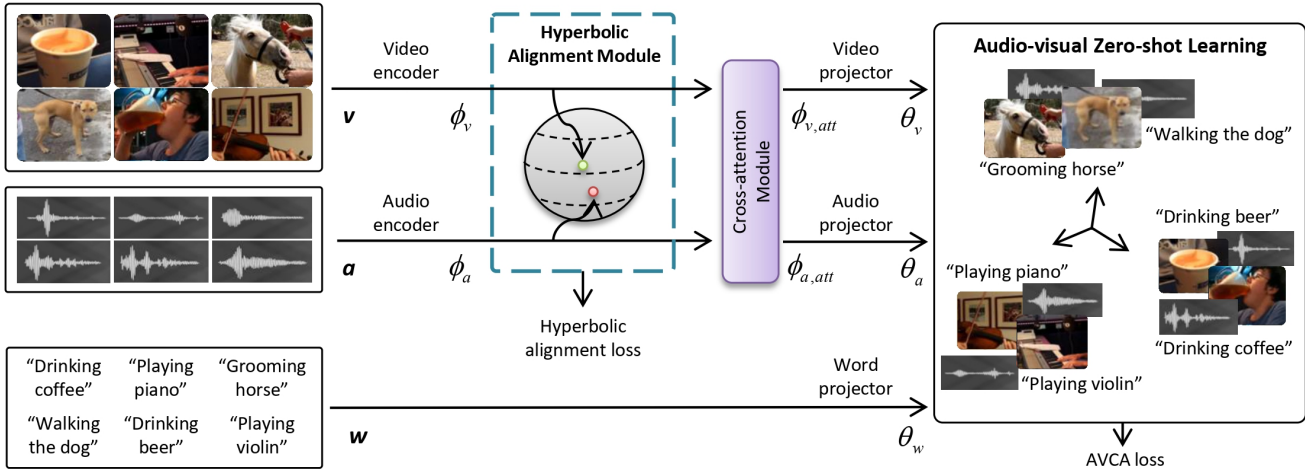 Video
encoder
v
ϕv
Hyperbolic
Alignment Module
Audio
encoder
a
ϕa
Hyperbolic
alignment loss
Cross-attention
Module
Video
projector
ϕv,att
θv
Audio
projector
ϕa,att
θa
“Drinking
coffee”
“Playing
piano”
“Grooming
horse”
“Walking
the dog”
“Drinking
beer”
“Playing
violin”
w
Word
projector
θw
Audio-visual Zero-shot Learning
“Walking the dog”
“Grooming horse”
“Drinking beer”
“Playing piano”
“Drinking coffee”
“Playing violin”
AVCA loss